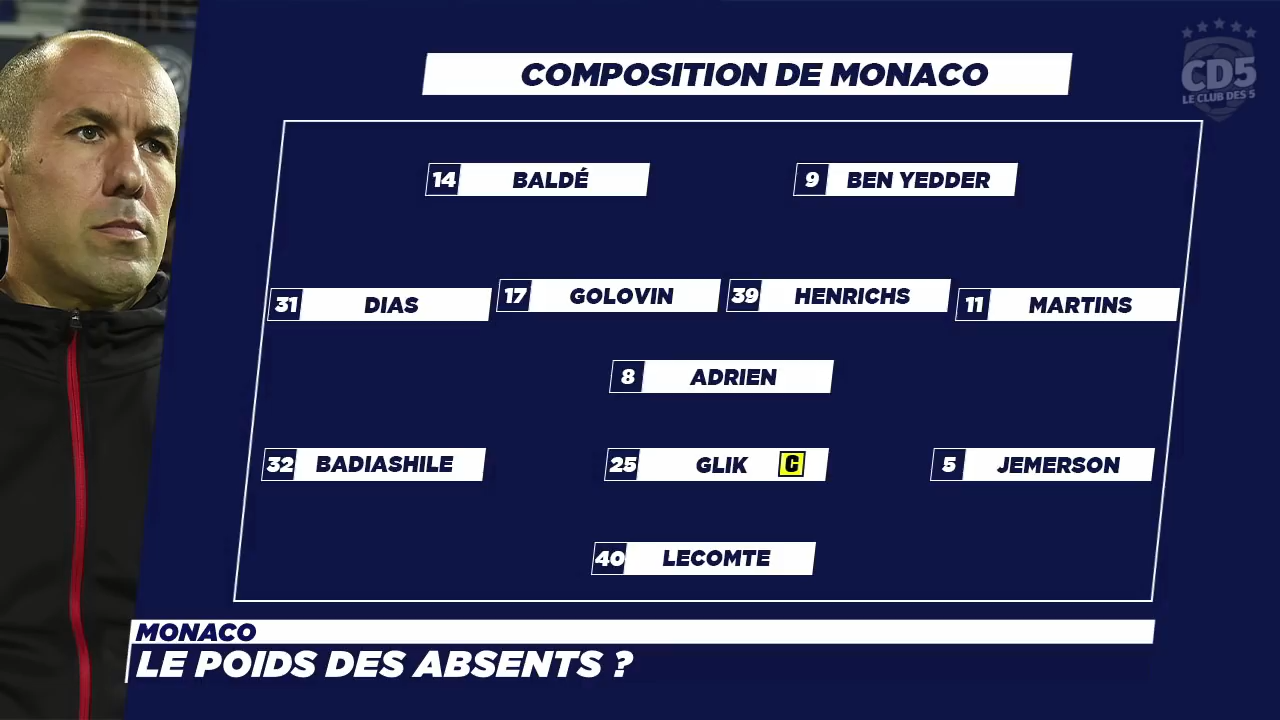 COMPOSITION DE MONACO
CD5
LE CLUB DES 5
14 BALDÉ
9 BEN YEDDER
31 DIAS
17 GOLOVIN
39 HENRICHS
11 MARTINS
8 ADRIEN
32 BADIASHILE
25 GLIK C
5 JEMERSON
40 LECOMTE
MONACO
LE POIDS DES ABSENTS ?